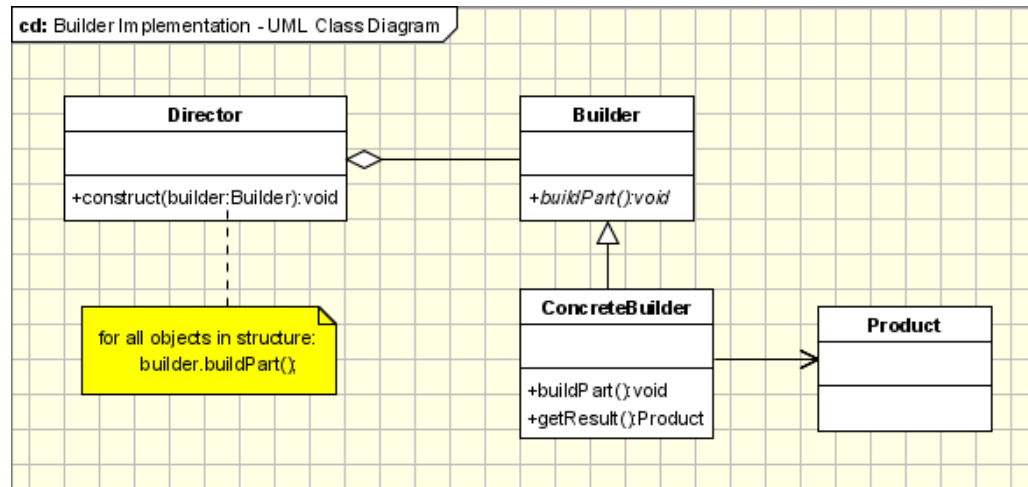 cd: Builder Implementation - UML Class Diagram
Director
+construct(builder:Builder):void
Builder
+buildPart():void
for all objects in structure:
builder.buildPart();
ConcreteBuilder
+buildPart():void
+getResult():Product
Product